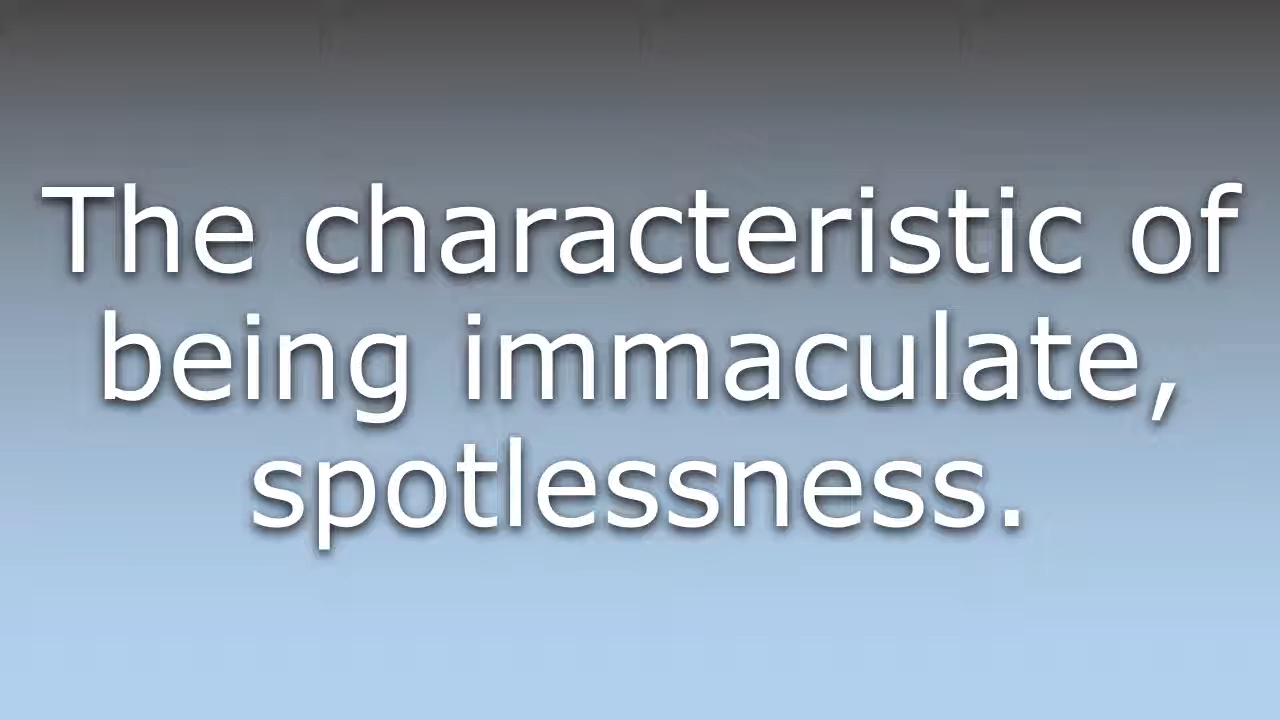 The characteristic of
being immaculate,
spotlessness.